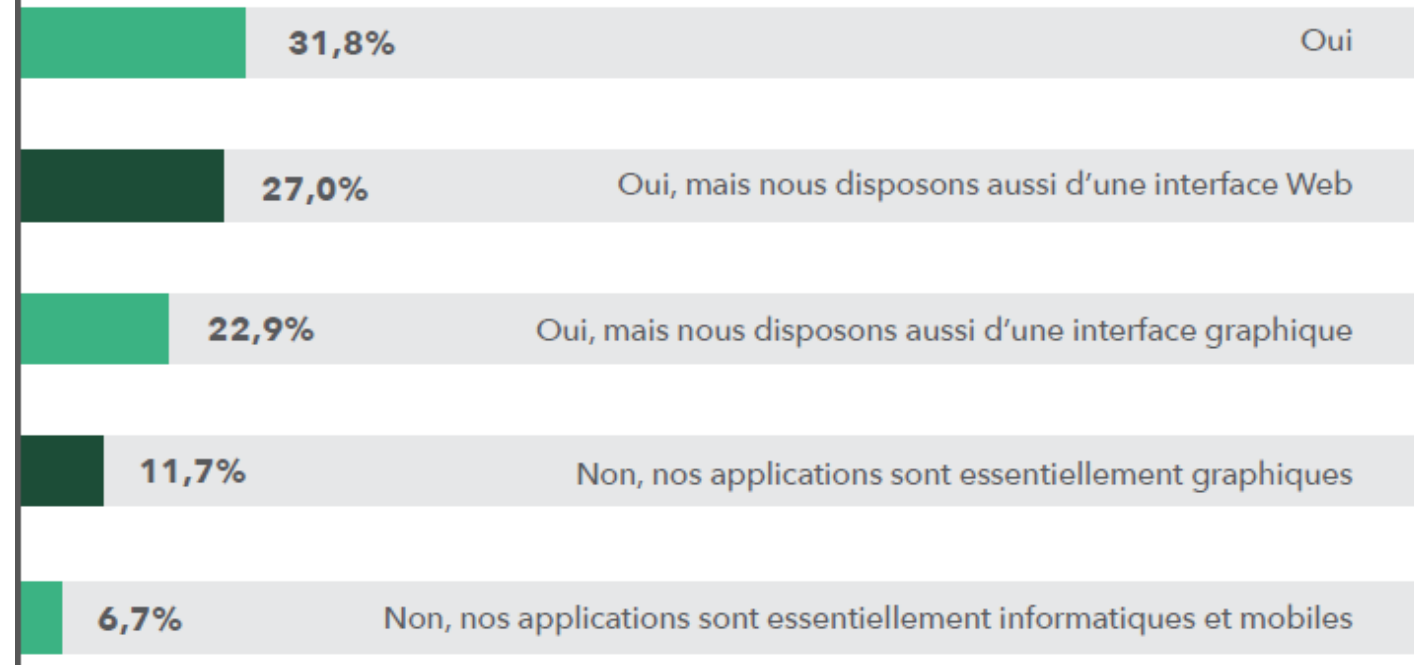 31,8% Oui
27,0% Oui, mais nous disposons aussi d’une interface Web
22,9% Oui, mais nous disposons aussi d’une interface graphique
11,7% Non, nos applications sont essentiellement graphiques
6,7% Non, nos applications sont essentiellement informatiques et mobiles